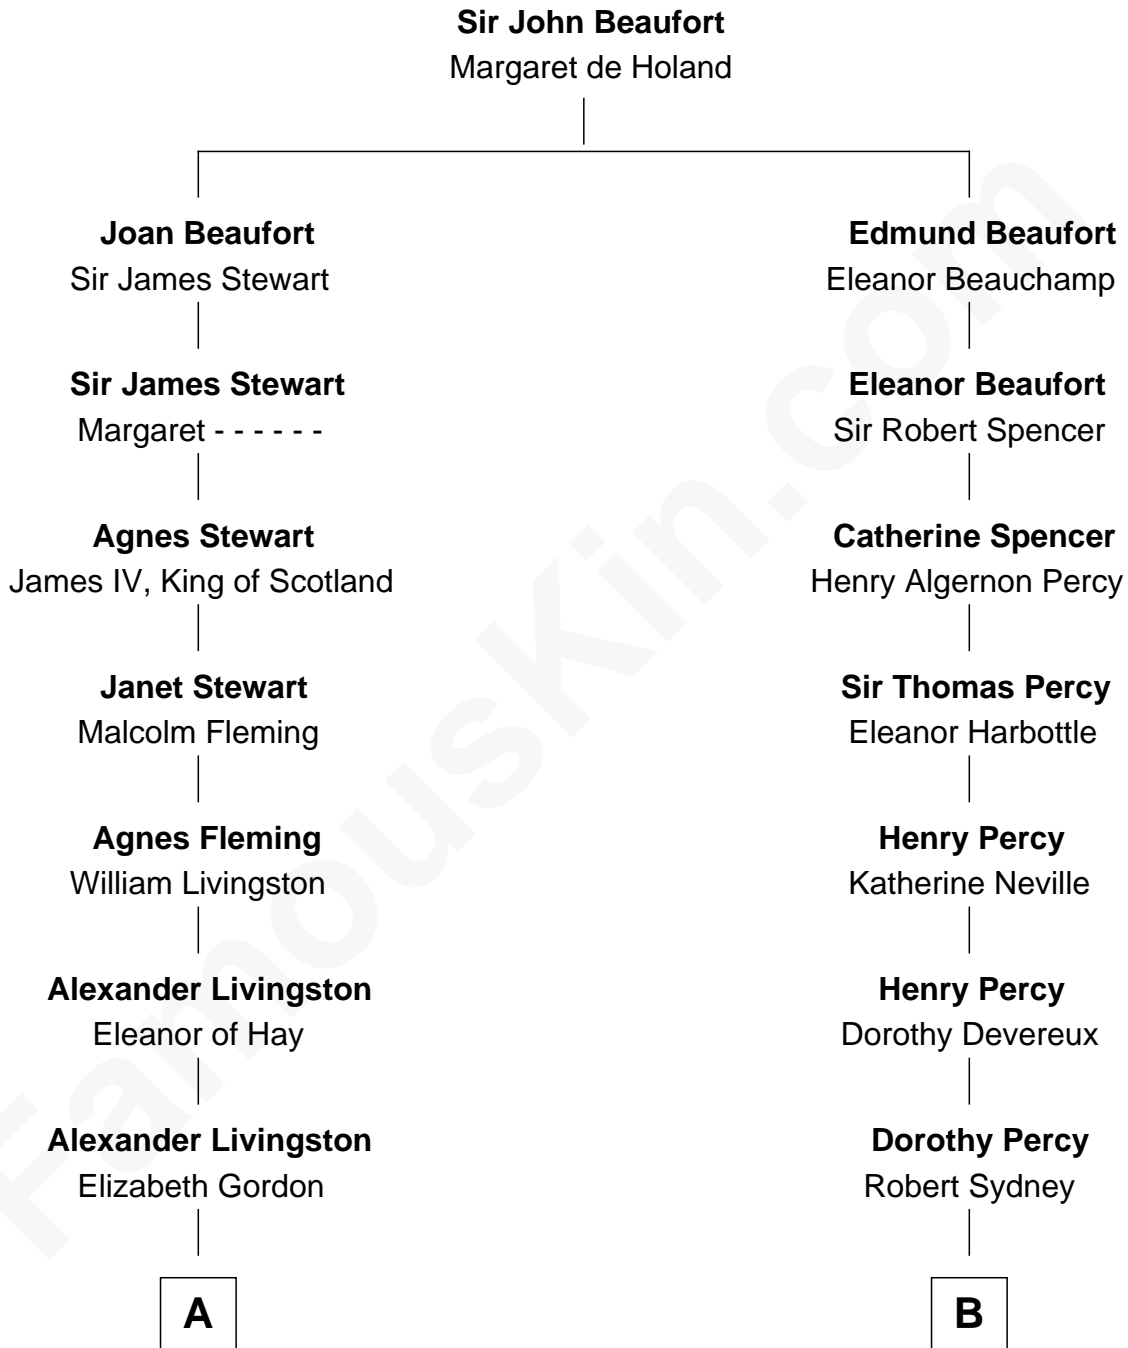 Sir John Beaufort
Margaret de Holand
Joan Beaufort
Sir James Stewart
Edmund Beaufort
Eleanor Beauchamp
Sir James Stewart
Margaret - - - - - -
Eleanor Beaufort
Sir Robert Spencer
Agnes Stewart
James IV, King of Scotland
Catherine Spencer
Henry Algernon Percy
Janet Stewart
Malcolm Fleming
Sir Thomas Percy
Eleanor Harbottle
Agnes Fleming
William Livingston
Henry Percy
Katherine Neville
Alexander Livingston
Eleanor of Hay
Henry Percy
Dorothy Devereux
Alexander Livingston
Elizabeth Gordon
Dorothy Percy
Robert Sydney
A
B
FamousKin.com